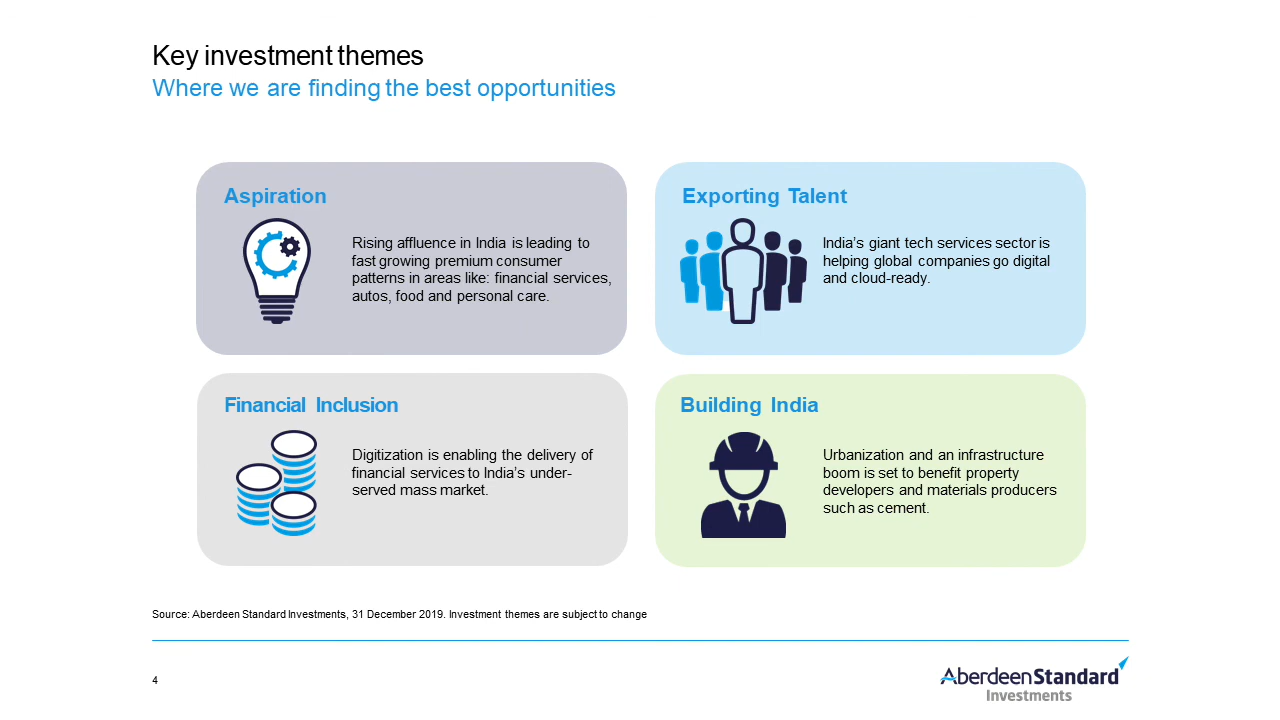 Key investment themes
Where we are finding the best opportunities
Aspiration
Rising affluence in India is leading to
fast growing premium consumer
patterns in areas like: financial services,
autos, food and personal care.
Exporting Talent
India’s giant tech services sector is
helping global companies go digital
and cloud-ready.
Financial Inclusion
Digitization is enabling the delivery of
financial services to India’s under-
served mass market.
Building India
Urbanization and an infrastructure
boom is set to benefit property
developers and materials producers
such as cement.
Source: Aberdeen Standard Investments, 31 December 2019. Investment themes are subject to change
4
AberdeenStandard
Investments